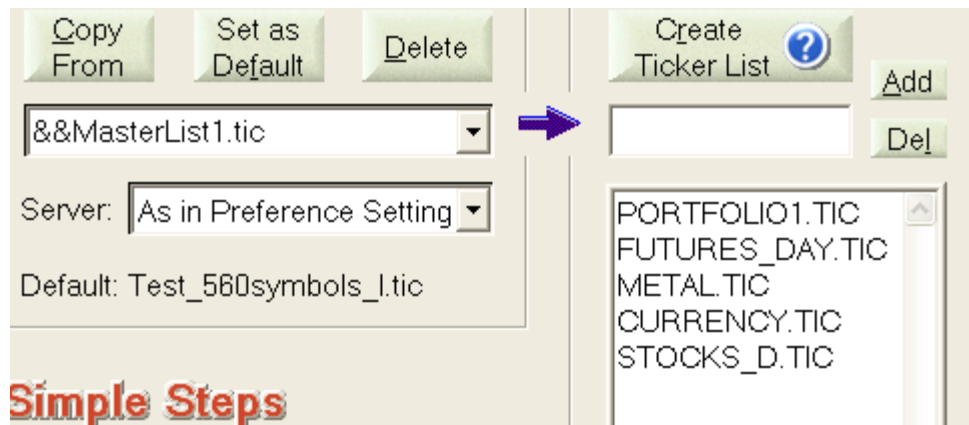 Copy
From
Set as
Default
Delete
&&MasterList1.tic
Server: As in Preference Setting
Default: Test_560symbols_I.tic
Simple Steps
Create
Ticker List
?
Add
Del
PORTFOLIO1.TIC
FUTURES_DAY.TIC
METAL.TIC
CURRENCY.TIC
STOCKS_D.TIC